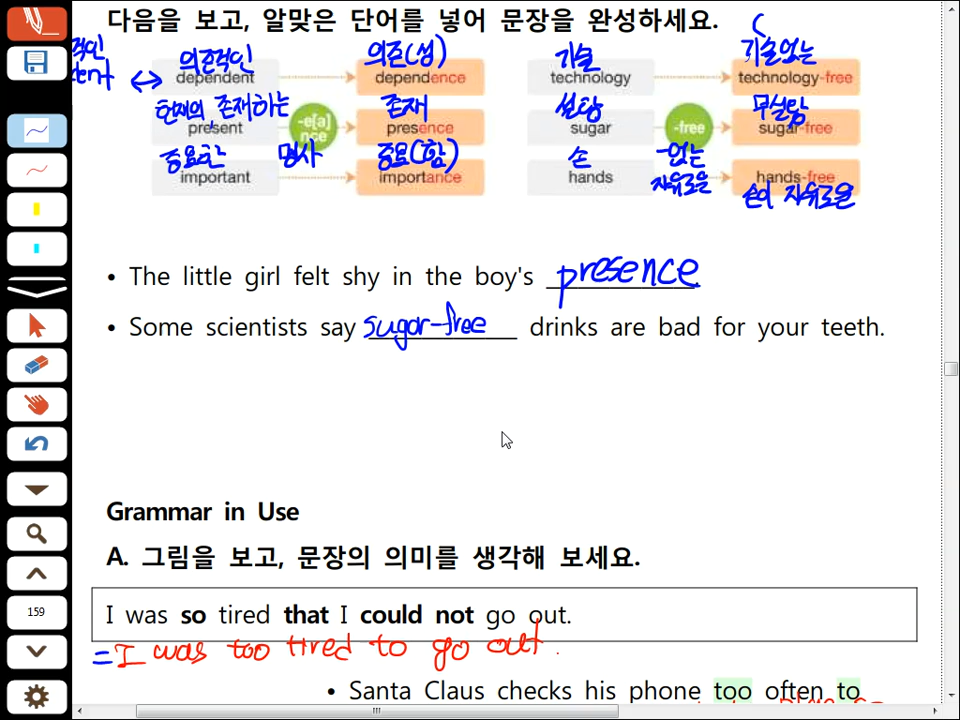 다음을 보고, 알맞은 단어를 넣어 문장을 완성하세요.
적인 의존적인 의존(성) 기술 기술없는
dent ↔ dependent dependence technology technology-free
현재의, 존재하는 존재 설탕 무설탕
present -e[a]nce presence sugar -free sugar-free
중요한 명사 중요(함) 손 -없는 자유로운
important importance hands hands-free
손이 자유로운
• The little girl felt shy in the boy's presence
• Some scientists say sugar-free drinks are bad for your teeth.
Grammar in Use
A. 그림을 보고, 문장의 의미를 생각해 보세요.
I was so tired that I could not go out.
= I was too tired to go out.
• Santa Claus checks his phone too often to
159